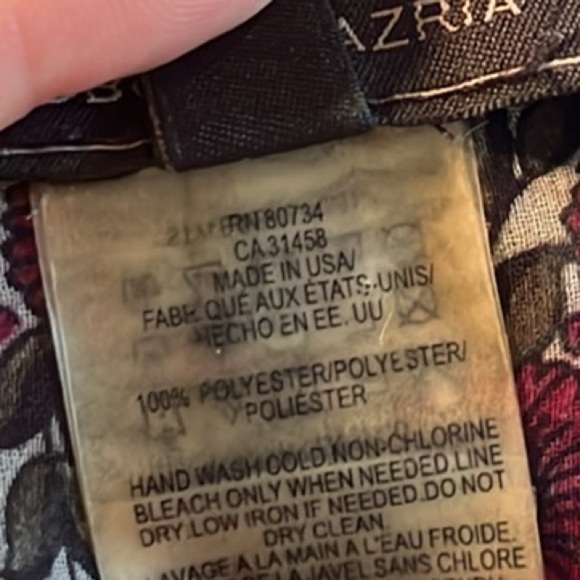 AZRIA
RN 80734
CA 31458
MADE IN USA/
FABRIQUÉ AUX ÉTATS-UNIS/
HECHO EN EE. UU
100% POLYESTER/POLYESTER/
POLIESTER
HAND WASH COLD.NON-CHLORINE
BLEACH ONLY WHEN NEEDED.LINE
DRY.LOW IRON IF NEEDED.DO NOT
DRY CLEAN.
LAVAGE A LA MAIN A L'EAU FROIDE.
DE LA JAVEL SANS CHLORE